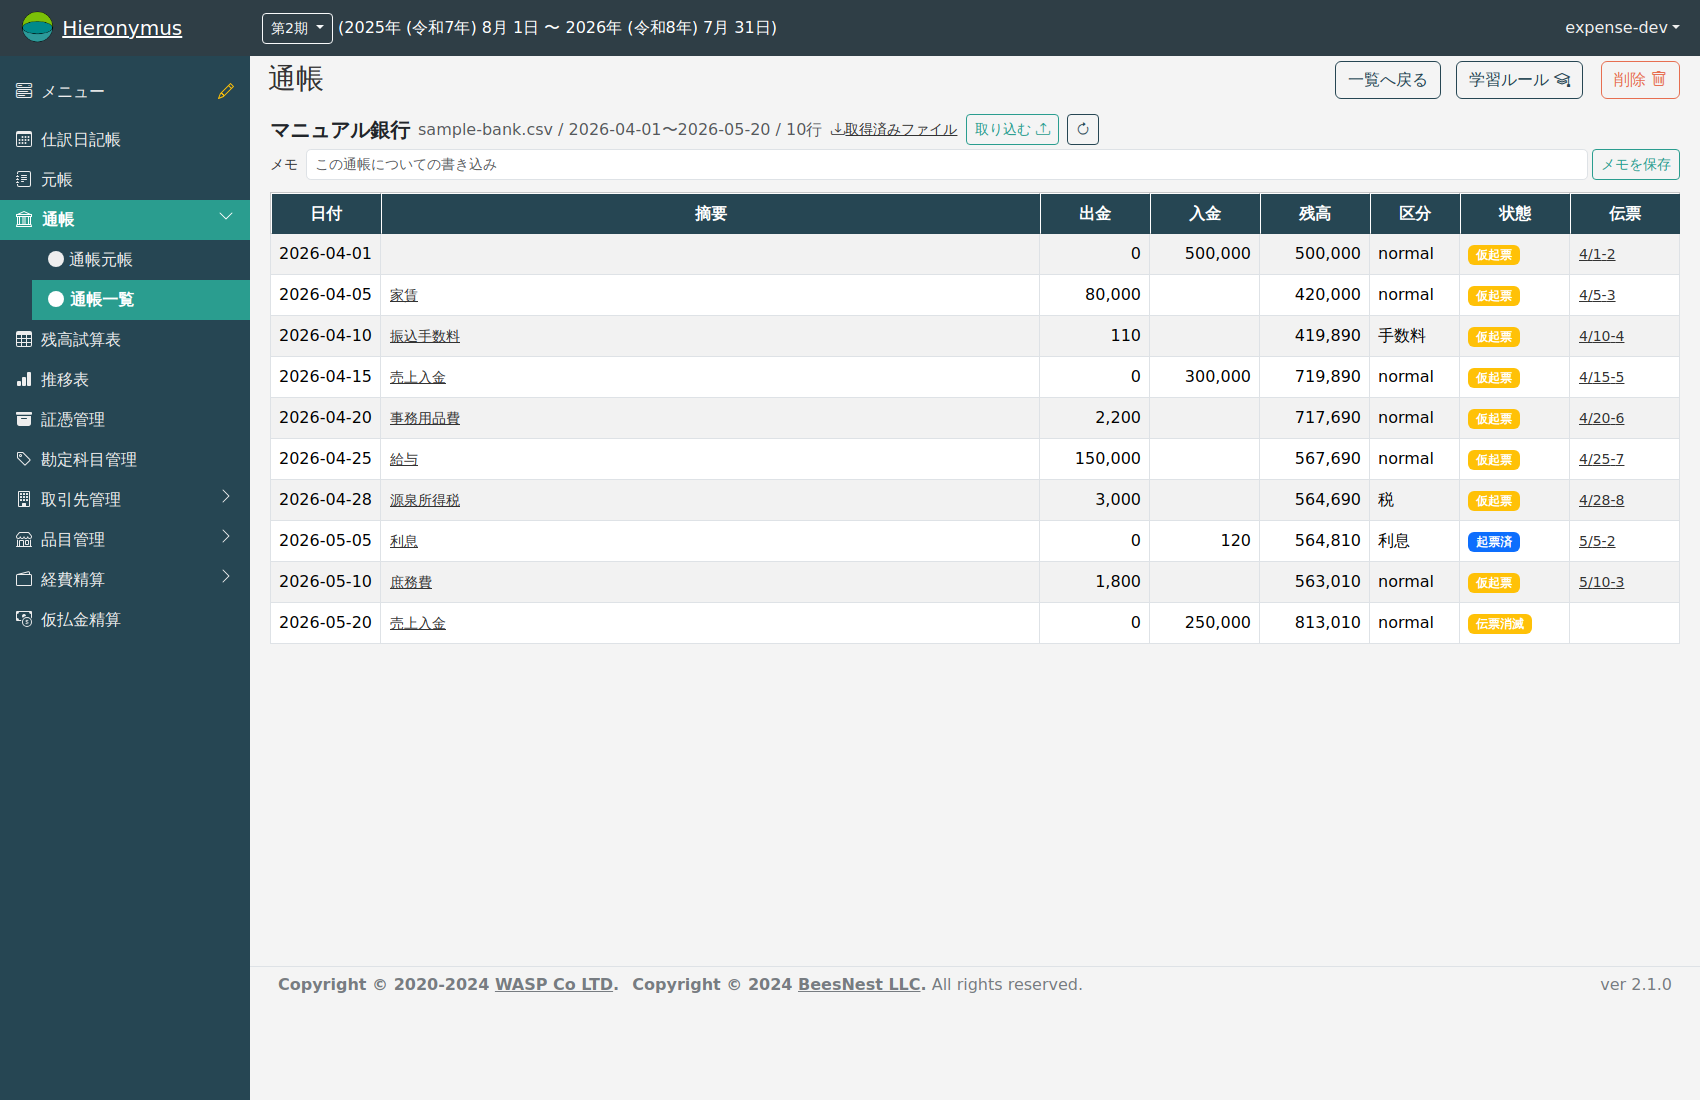 Hieronymus 第2期 (2025年 (令和7年) 8月 1日 〜 2026年 (令和8年) 7月 31日) expense-dev
メニュー
仕訳日記帳
元帳
通帳
通帳元帳
通帳一覧
残高試算表
推移表
証憑管理
勘定科目管理
取引先管理
品目管理
経費精算
仮払金精算
通帳 一覧へ戻る 学習ルール 削除
マニュアル銀行 sample-bank.csv / 2026-04-01〜2026-05-20 / 10行 取得済みファイル 取り込む
メモ この通帳についての書き込み メモを保存
日付 摘要 出金 入金 残高 区分 状態 伝票
2026-04-01 0 500,000 500,000 normal 仮起票 4/1-2
2026-04-05 家賃 80,000 420,000 normal 仮起票 4/5-3
2026-04-10 振込手数料 110 419,890 手数料 仮起票 4/10-4
2026-04-15 売上入金 0 300,000 719,890 normal 仮起票 4/15-5
2026-04-20 事務用品費 2,200 717,690 normal 仮起票 4/20-6
2026-04-25 給与 150,000 567,690 normal 仮起票 4/25-7
2026-04-28 源泉所得税 3,000 564,690 税 仮起票 4/28-8
2026-05-05 利息 0 120 564,810 利息 起票済 5/5-2
2026-05-10 庶務費 1,800 563,010 normal 仮起票 5/10-3
2026-05-20 売上入金 0 250,000 813,010 normal 伝票消滅
Copyright © 2020-2024 WASP Co LTD. Copyright © 2024 BeesNest LLC. All rights reserved. ver 2.1.0